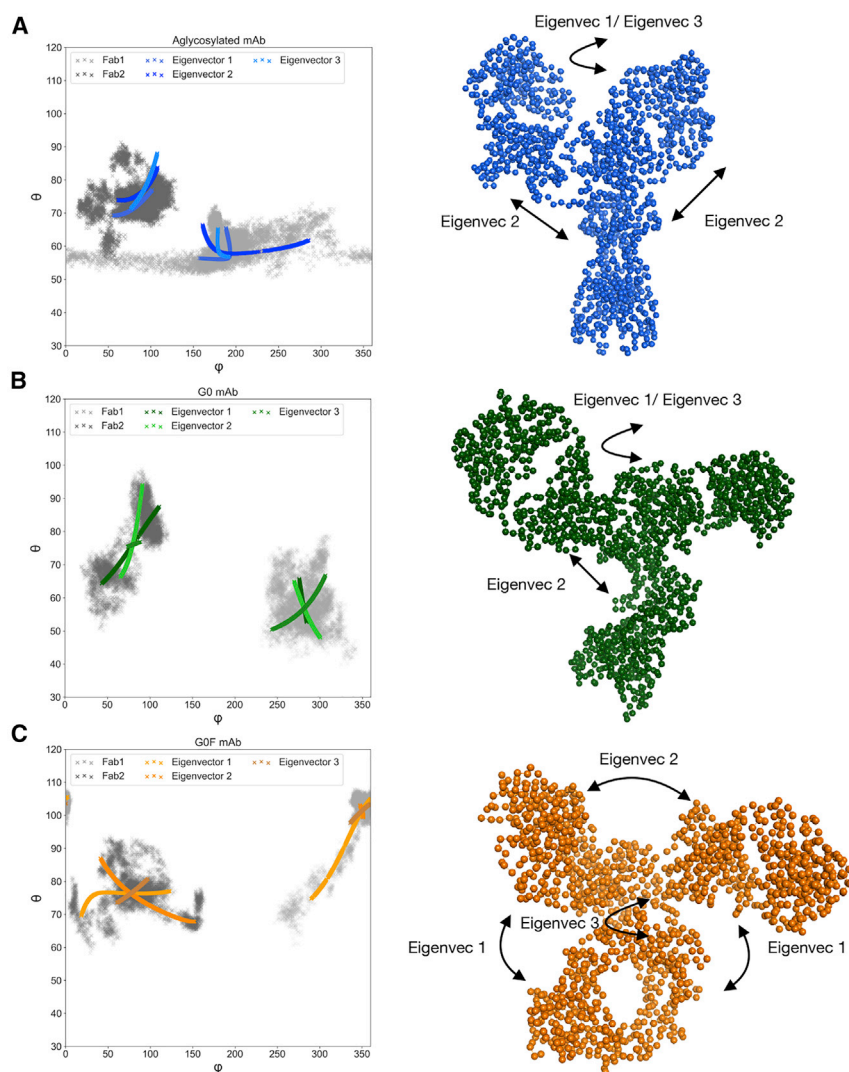 A
Aglycosylated mAb
××× Fab1 ××× Eigenvector 1 ××× Eigenvector 3
××× Fab2 ××× Eigenvector 2
120
110
100
90
80
70
60
50
40
30
θ
0 50 100 150 200 250 300 350
φ
Eigenvec 1/ Eigenvec 3
Eigenvec 2
Eigenvec 2
B
G0 mAb
××× Fab1 ××× Eigenvector 1 ××× Eigenvector 3
××× Fab2 ××× Eigenvector 2
120
110
100
90
80
70
60
50
40
30
θ
0 50 100 150 200 250 300 350
φ
Eigenvec 1/ Eigenvec 3
Eigenvec 2
C
G0F mAb
××× Fab1 ××× Eigenvector 1 ××× Eigenvector 3
××× Fab2 ××× Eigenvector 2
120
110
100
90
80
70
60
50
40
30
θ
0 50 100 150 200 250 300 350
φ
Eigenvec 2
Eigenvec 3
Eigenvec 1
Eigenvec 1